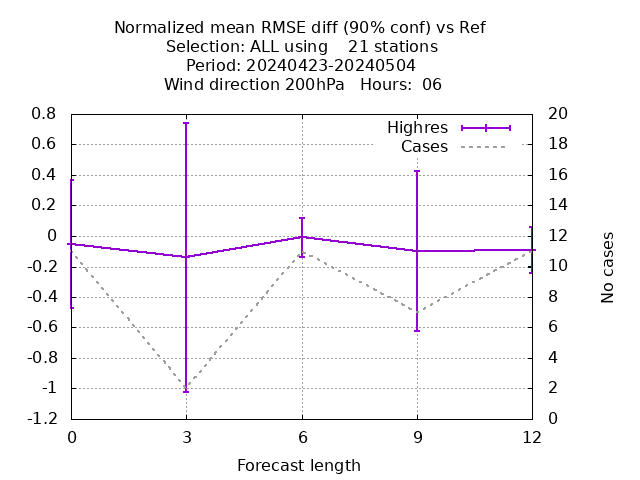 Normalized mean RMSE diff (90% conf) vs Ref
Selection: ALL using    21 stations
Period: 20240423-20240504
Wind direction 200hPa   Hours:  06
Highres
Cases
0.8
0.6
0.4
0.2
0
-0.2
-0.4
-0.6
-0.8
-1
-1.2
20
18
16
14
12
10
8
6
4
2
0
No cases
0 3 6 9 12
Forecast length